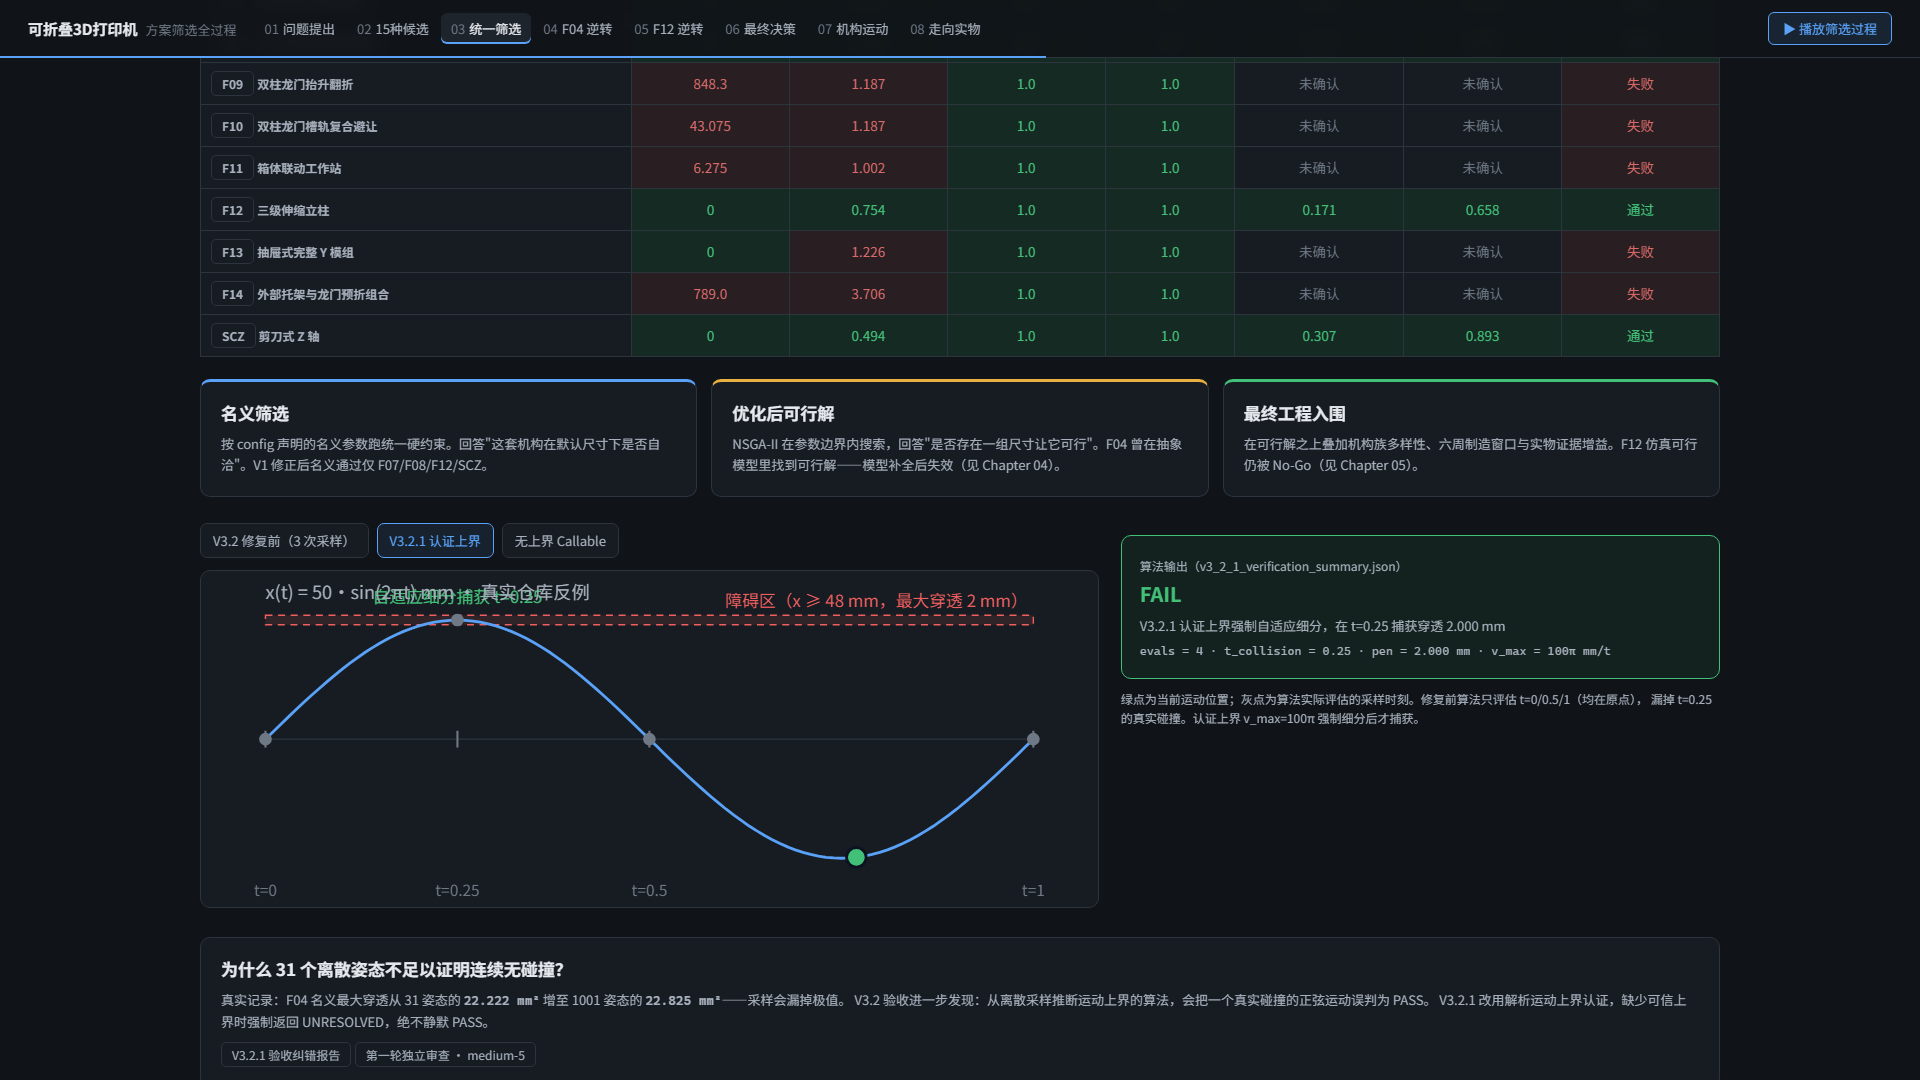 可折叠3D打印机 方案筛选全过程 01 问题提出 02 15种候选 03 统一筛选 04 F04 逆转 05 F12 逆转 06 最终决策 07 机构运动 08 走向实物 ▶ 播放筛选过程
F09 双柱龙门抬升翻折 848.3 1.187 1.0 1.0 未确认 未确认 失败
F10 双柱龙门槽轨复合避让 43.075 1.187 1.0 1.0 未确认 未确认 失败
F11 箱体联动工作站 6.275 1.002 1.0 1.0 未确认 未确认 失败
F12 三级伸缩立柱 0 0.754 1.0 1.0 0.171 0.658 通过
F13 抽屉式完整 Y 模组 0 1.226 1.0 1.0 未确认 未确认 失败
F14 外部托架与龙门预折组合 789.0 3.706 1.0 1.0 未确认 未确认 失败
SCZ 剪刀式 Z 轴 0 0.494 1.0 1.0 0.307 0.893 通过
名义筛选
按 config 声明的名义参数跑统一硬约束。回答"这套机构在默认尺寸下是否自
洽"。V1 修正后名义通过仅 F07/F08/F12/SCZ。
优化后可行解
NSGA-II 在参数边界内搜索，回答"是否存在一组尺寸让它可行"。F04 曾在抽象
模型里找到可行解——模型补全后失效（见 Chapter 04）。
最终工程入围
在可行解之上叠加机构族多样性、六周制造窗口与实物证据增益。F12 仿真可行
仍被 No-Go（见 Chapter 05）。
V3.2 修复前（3 次采样） V3.2.1 认证上界 无上界 Callable
x(t) = 50·sin(2πt) mm · 真实仓库反例
自适应细分捕获 t=0.25
障碍区（x ≥ 48 mm，最大穿透 2 mm）
t=0 t=0.25 t=0.5 t=1
算法输出（v3_2_1_verification_summary.json）
FAIL
V3.2.1 认证上界强制自适应细分，在 t=0.25 捕获穿透 2.000 mm
evals = 4 · t_collision = 0.25 · pen = 2.000 mm · v_max = 100π mm/t
绿点为当前运动位置；灰点为算法实际评估的采样时刻。修复前算法只评估 t=0/0.5/1（均在原点），漏掉 t=0.25
的真实碰撞。认证上界 v_max=100π 强制细分后才捕获。
为什么 31 个离散姿态不足以证明连续无碰撞？
真实记录：F04 名义最大穿透从 31 姿态的 22.222 mm² 增至 1001 姿态的 22.825 mm²——采样会漏掉极值。 V3.2 验收进一步发现：从离散采样推断运动上界的算法，会把一个真实碰撞的正弦运动误判为 PASS。 V3.2.1 改用解析运动上界认证，缺少可信上
界时强制返回 UNRESOLVED，绝不静默 PASS。
V3.2.1 验收纠错报告 第一轮独立审查 · medium-5